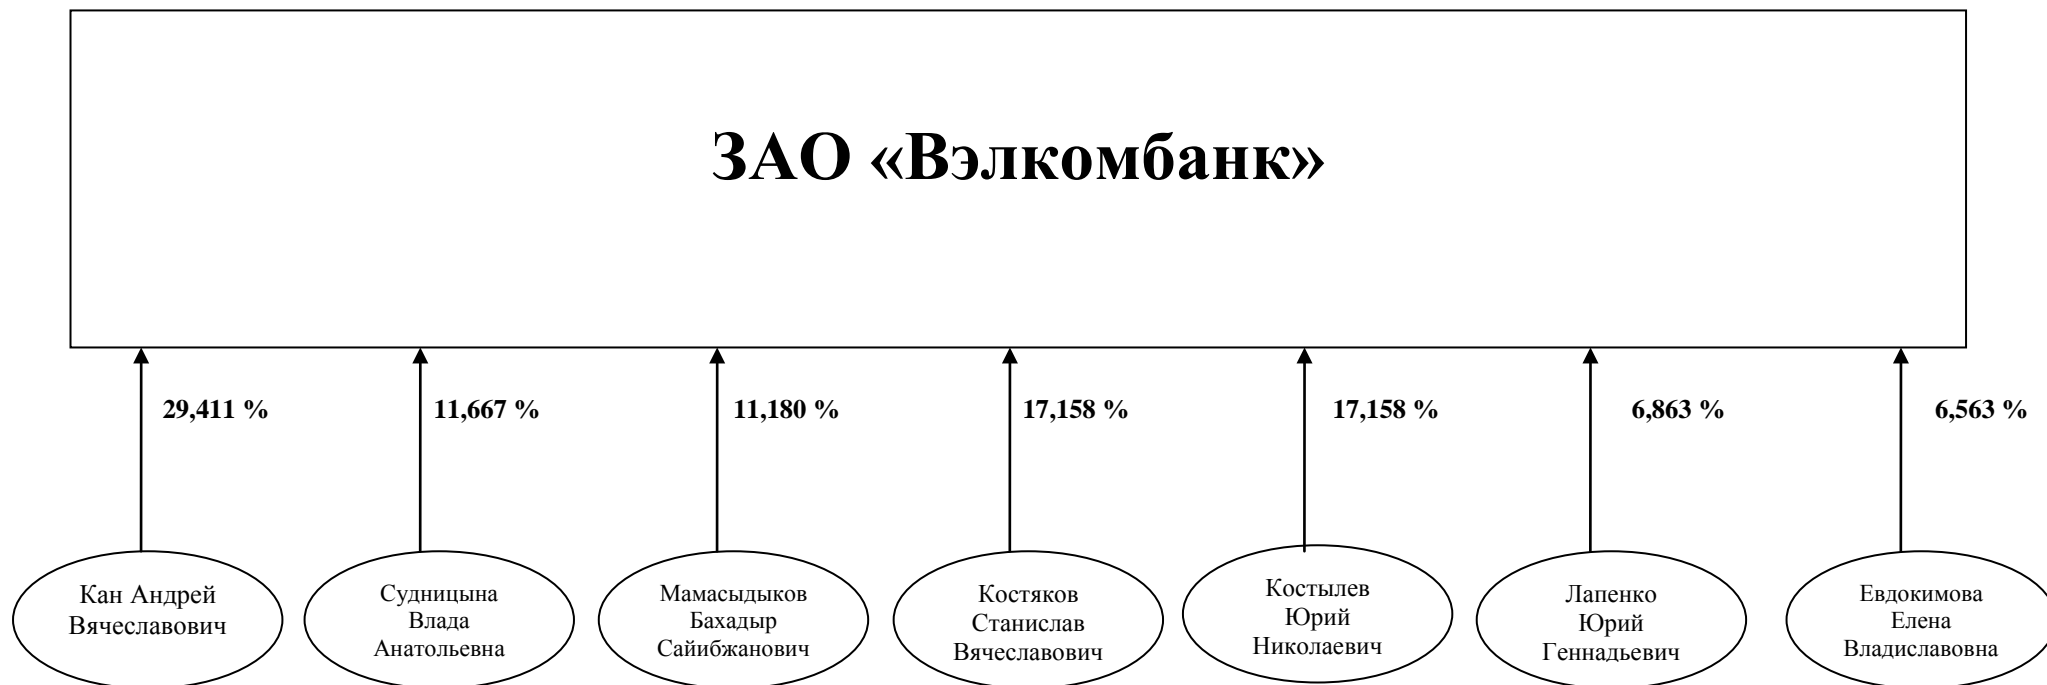 ЗАО «Вэлкомбанк»
29,411 %
11,667 %
11,180 %
17,158 %
17,158 %
6,863 %
6,563 %
Кан Андрей
Вячеславович
Судницына
Влада
Анатольевна
Мамасыдыков
Бахадыр
Сайибжанович
Костяков
Станислав
Вячеславович
Костылев
Юрий
Николаевич
Лапенко
Юрий
Геннадьевич
Евдокимова
Елена
Владиславовна